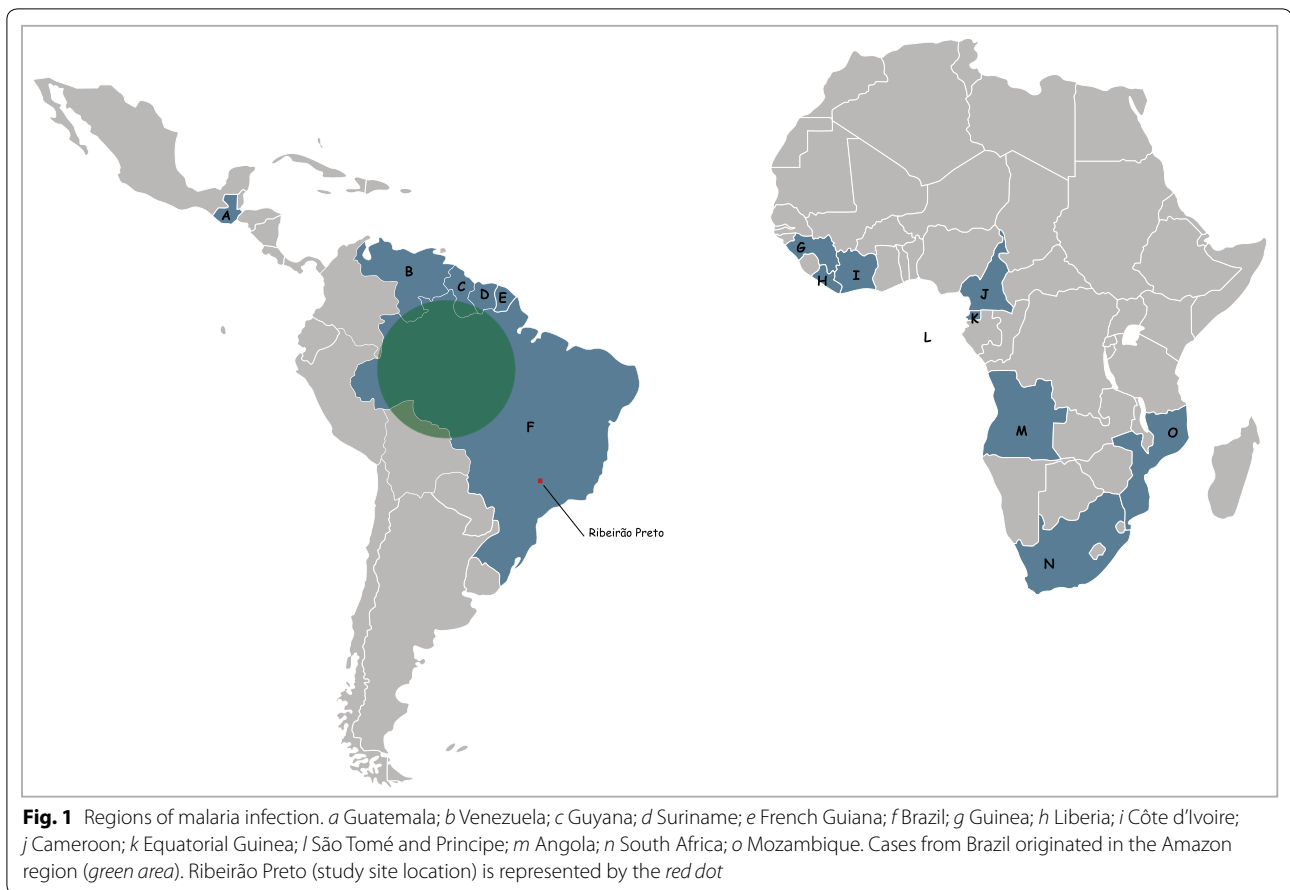 A
B
C
D
E
F
Ribeirão Preto
G
H
I
J
K
L
M
O
N
Fig. 1 Regions of malaria infection. a Guatemala; b Venezuela; c Guyana; d Suriname; e French Guiana; f Brazil; g Guinea; h Liberia; i Côte d’Ivoire;
j Cameroon; k Equatorial Guinea; l São Tomé and Principe; m Angola; n South Africa; o Mozambique. Cases from Brazil originated in the Amazon
region (green area). Ribeirão Preto (study site location) is represented by the red dot